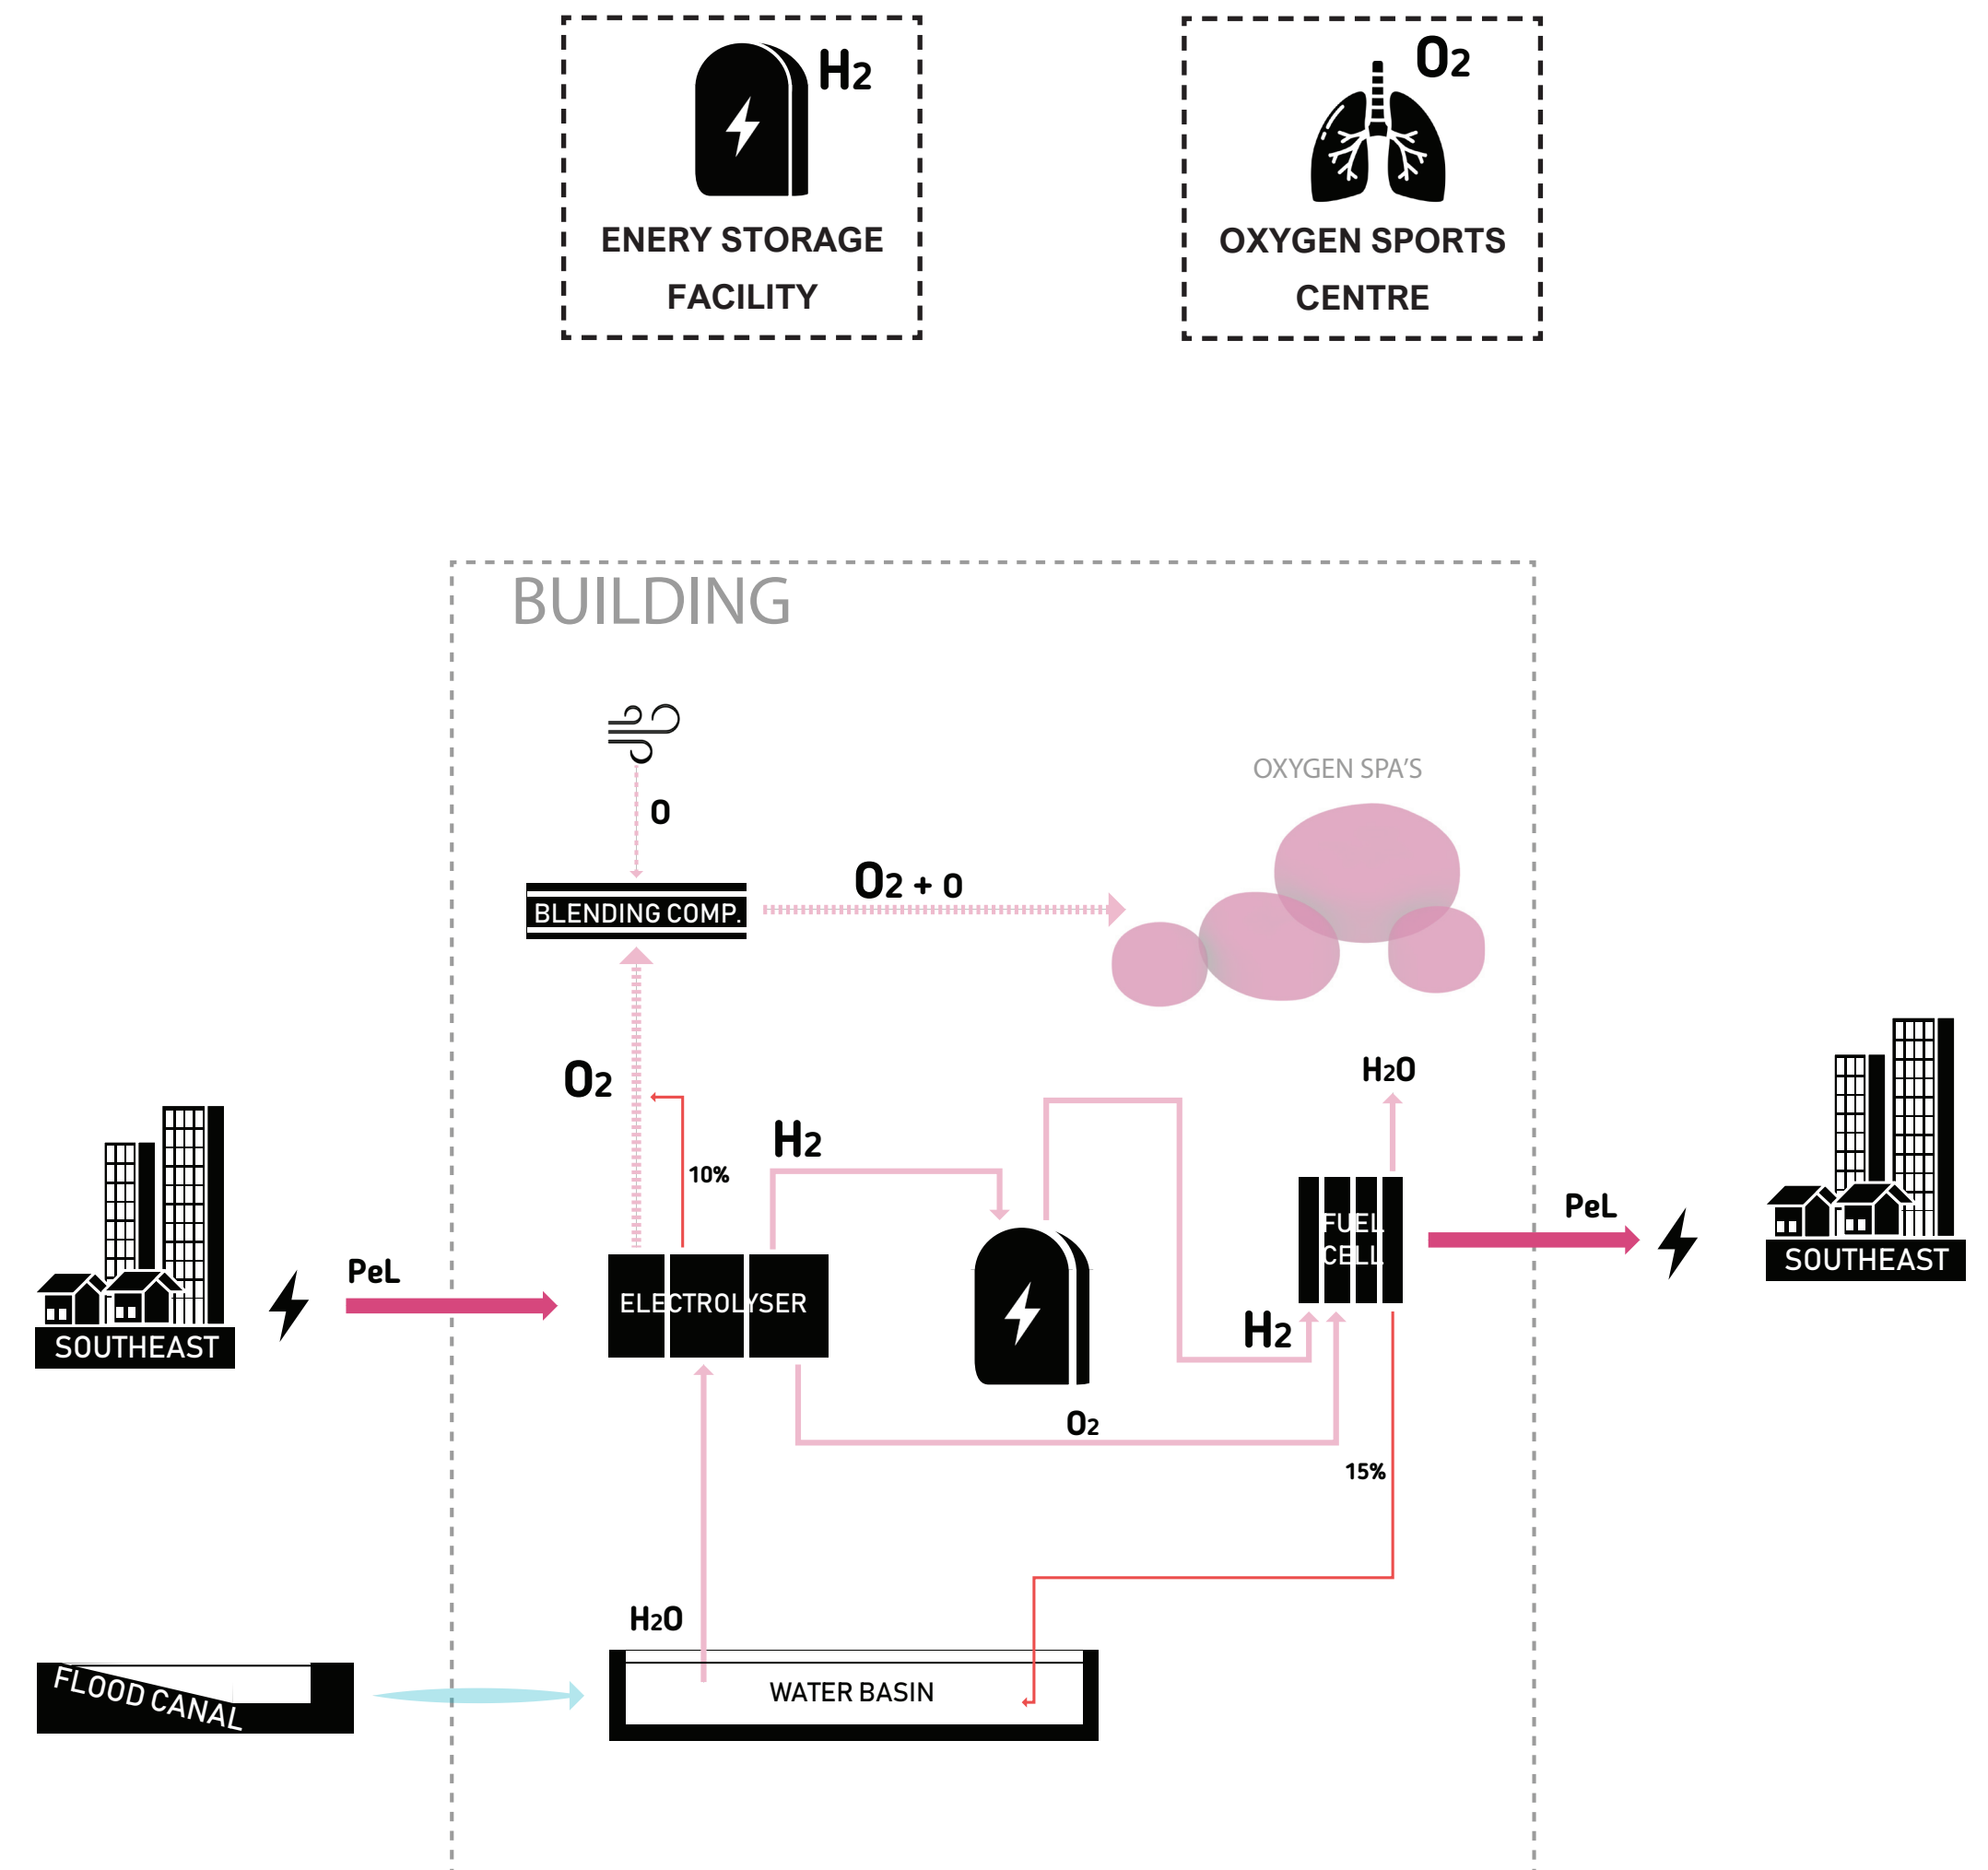 H2
O2
ENERY STORAGE
FACILITY
OXYGEN SPORTS
CENTRE
BUILDING
OXYGEN SPA'S
O
BLENDING COMP.
O2 + O
O2
10%
H2
H2O
PeL
SOUTHEAST
ELECTROLYSER
FUEL
CELL
PeL
SOUTHEAST
H2
O2
15%
H2O
FLOOD CANAL
WATER BASIN